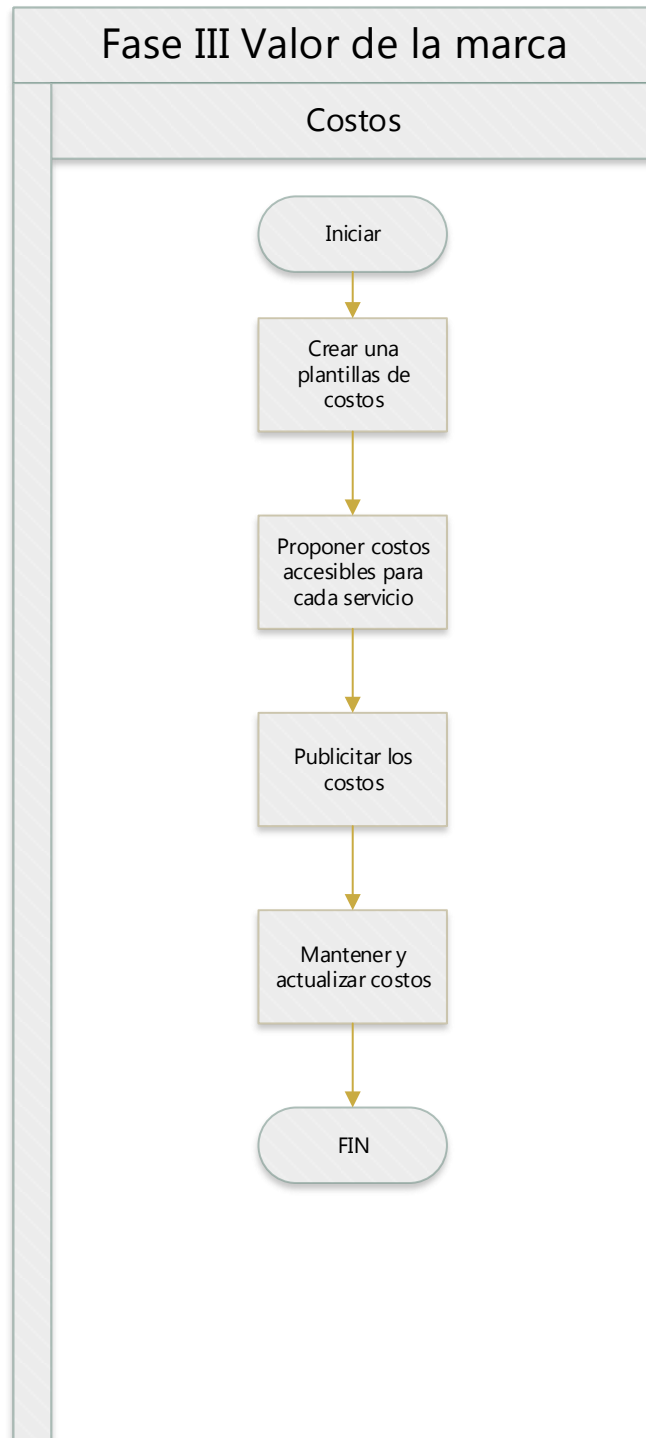 Fase III Valor de la marca
Costos
Iniciar
Crear una
plantillas de
costos
Proponer costos
accesibles para
cada servicio
Publicitar los
costos
Mantener y
actualizar costos
FIN